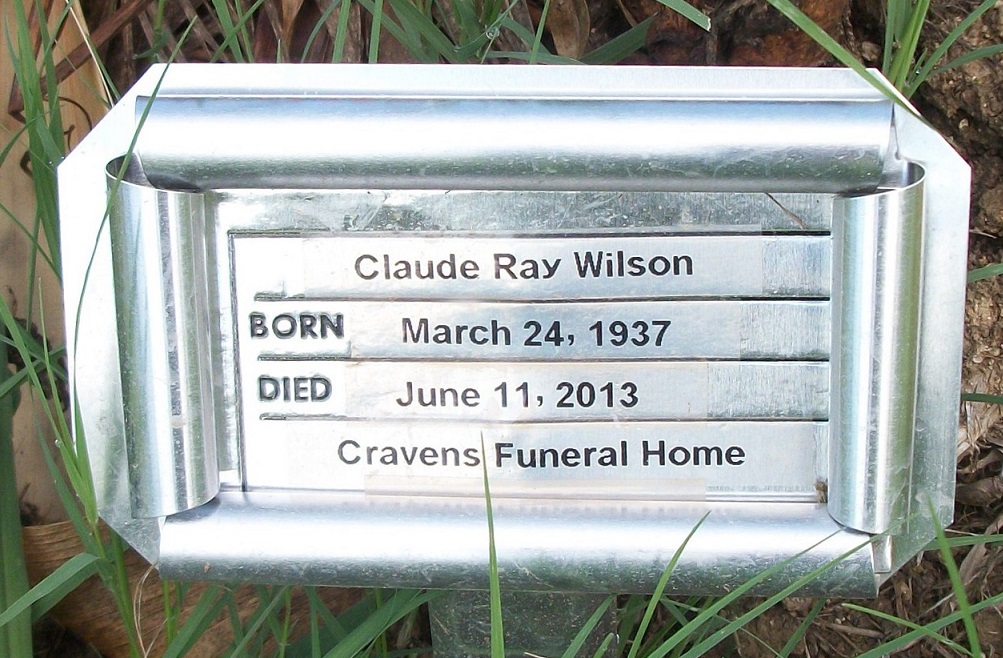 Claude Ray Wilson
BORN March 24, 1937
DIED June 11, 2013
Cravens Funeral Home